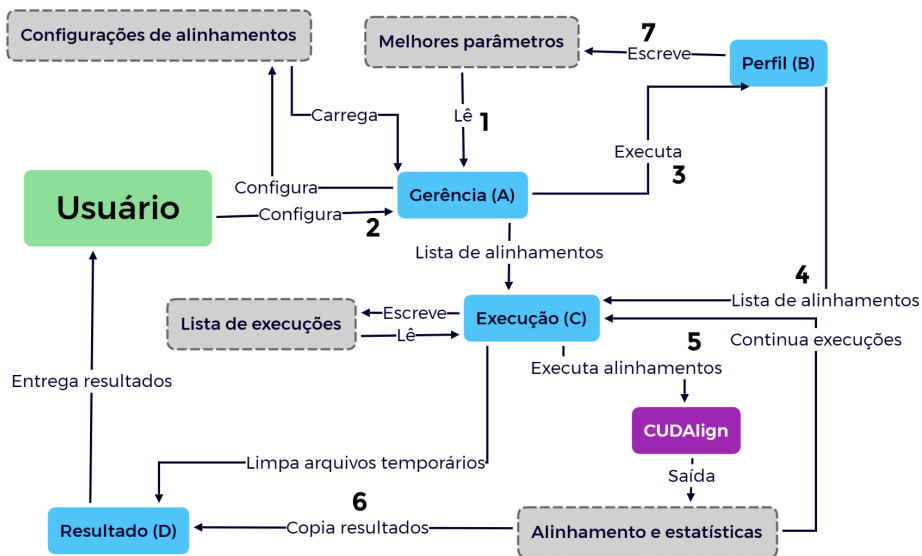 Configurações de alinhamentos
Melhores parâmetros
7
Escreve
Perfil (B)
Carrega
Lê
1
Executa
3
Configura
Gerência (A)
Usuário
Configura
2
Lista de alinhamentos
4
Lista de alinhamentos
Lista de execuções
Escreve
Lê
Execução (C)
Continua execuções
5
Executa alinhamentos
Entrega resultados
CUDAlign
Limpa arquivos temporários
Saída
6
Resultado (D)
Copia resultados
Alinhamento e estatísticas